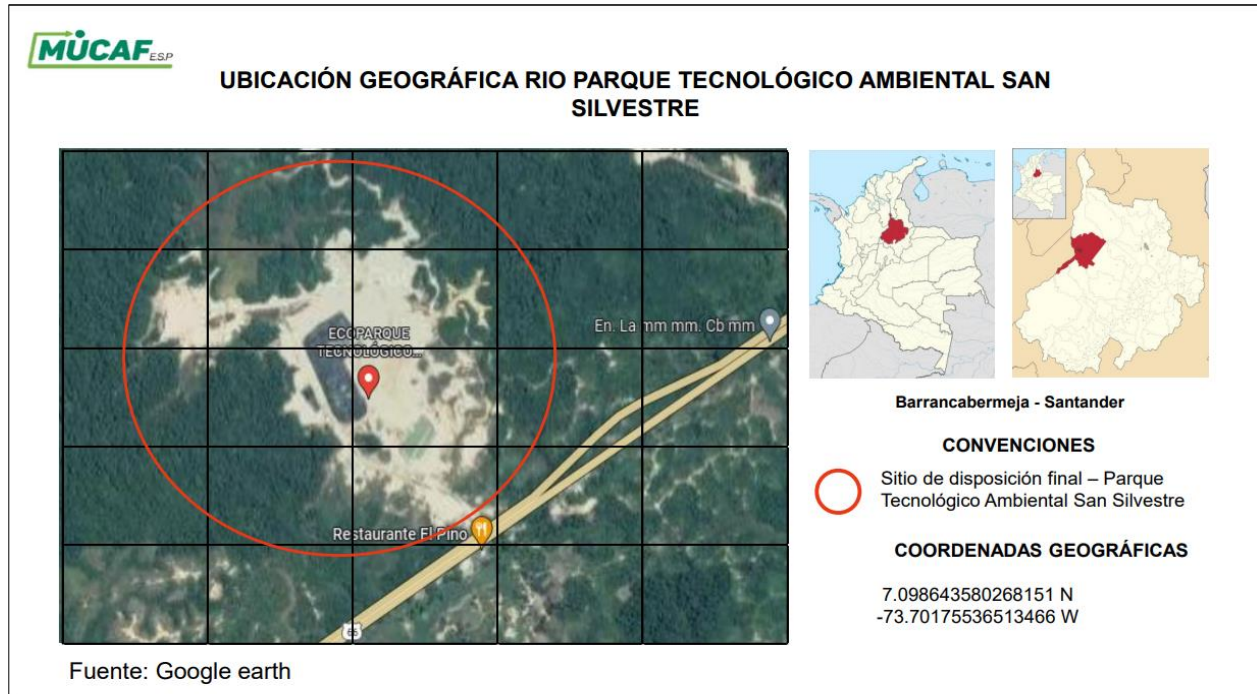 MÜCAF E.S.P
UBICACIÓN GEOGRÁFICA RIO PARQUE TECNOLÓGICO AMBIENTAL SAN
SILVESTRE
ECOPARQUE
TECNOLÓGICO...
En. La mm mm. Cb mm
Restaurante El Pino
66
Barrancabermeja - Santander
CONVENCIONES
Sitio de disposición final – Parque
Tecnológico Ambiental San Silvestre
COORDENADAS GEOGRÁFICAS
7.098643580268151 N
-73.70175536513466 W
Fuente: Google earth